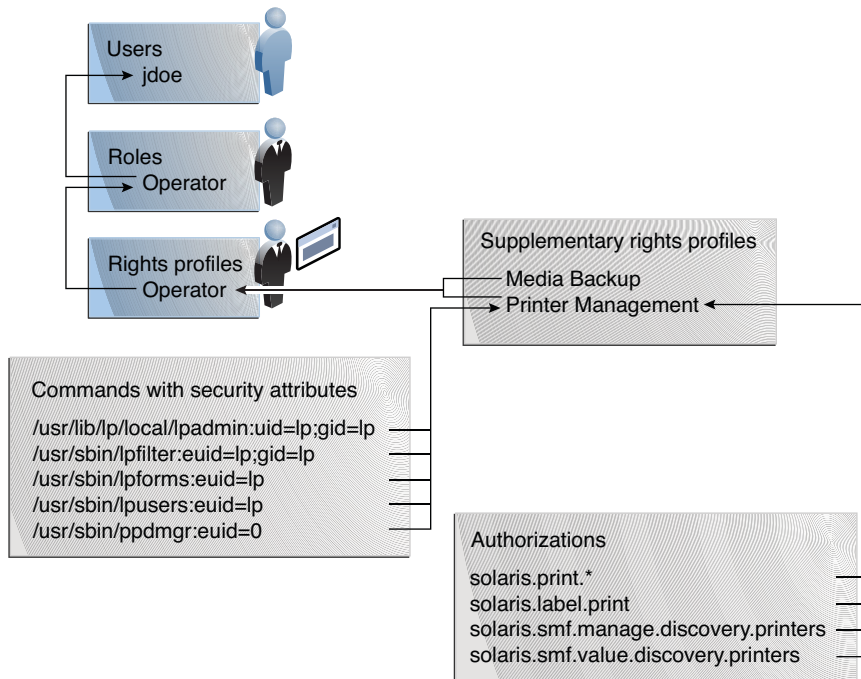 Users
jdoe
Roles
Operator
Rights profiles
Operator
Supplementary rights profiles
Media Backup
Printer Management
Commands with security attributes
/usr/lib/lp/local/lpadmin:uid=lp;gid=lp
/usr/sbin/lpfilter:euid=lp;gid=lp
/usr/sbin/lpforms:euid=lp
/usr/sbin/lpusers:euid=lp
/usr/sbin/ppdmgr:euid=0
Authorizations
solaris.print.*
solaris.label.print
solaris.smf.manage.discovery.printers
solaris.smf.value.discovery.printers